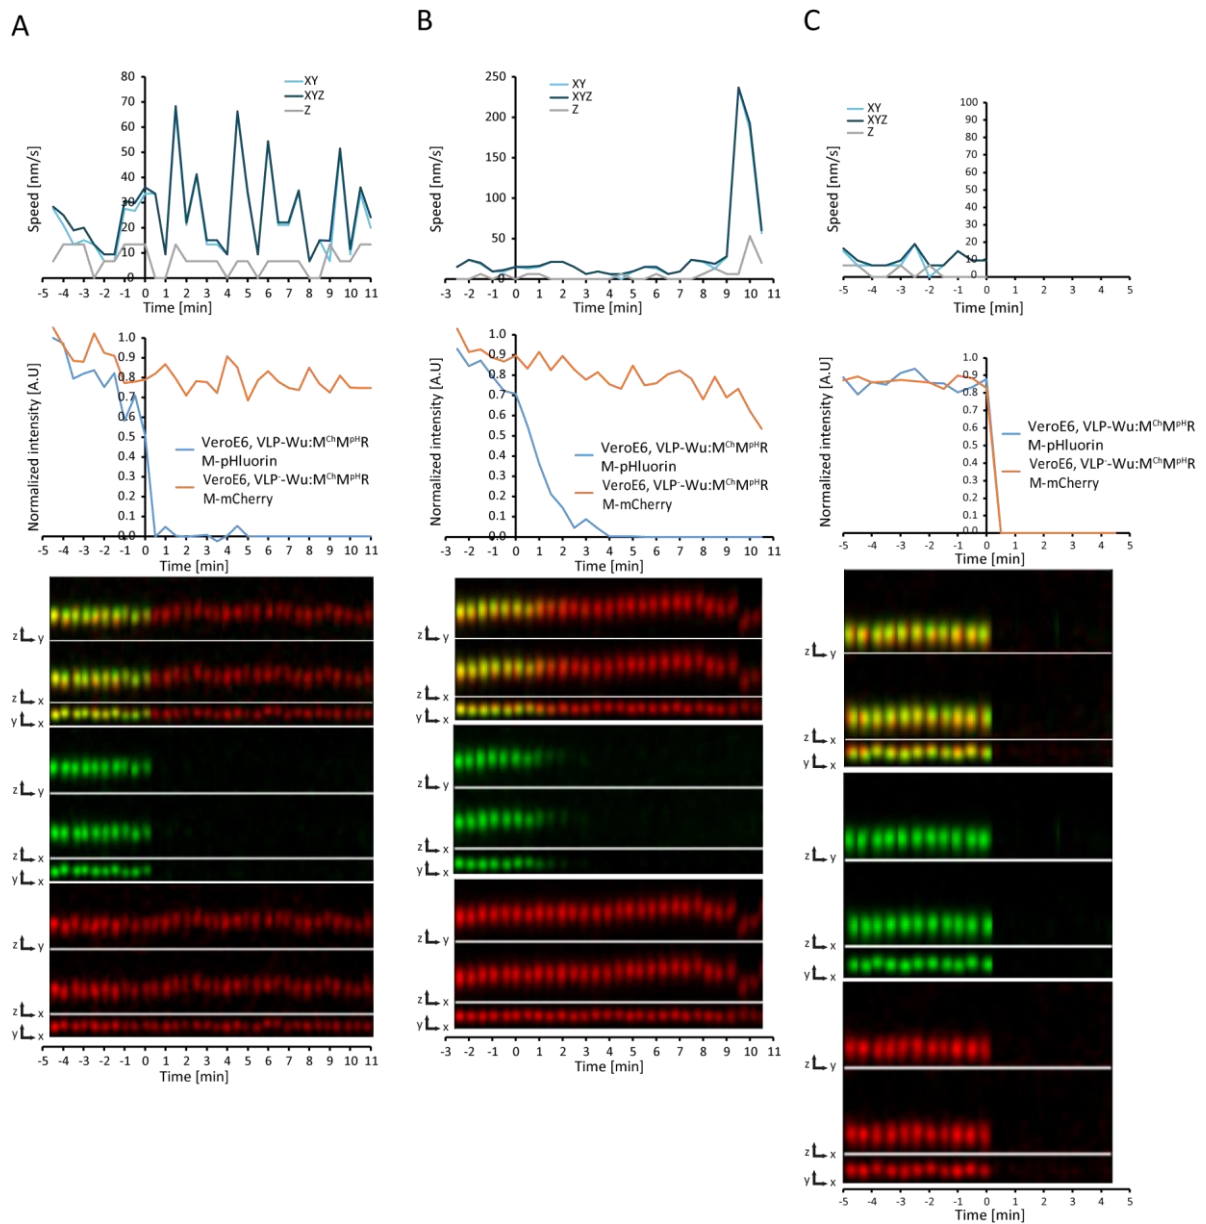 A
B
C
Speed [nm/s]
80
70
60
50
40
30
20
10
0
XY
XYZ
Z
-5 -4 -3 -2 -1 0 1 2 3 4 5 6 7 8 9 10 11
Time [min]
Speed [nm/s]
250
200
150
100
50
0
XY
XYZ
Z
-3 -2 -1 0 1 2 3 4 5 6 7 8 9 10 11
Time [min]
Speed [nm/s]
XY
XYZ
Z
100
90
80
70
60
50
40
30
20
10
0
-5 -4 -3 -2 -1 0 1 2 3 4 5
Time [min]
Normalized intensity [A.U]
1.0
0.9
0.8
0.7
0.6
0.5
0.4
0.3
0.2
0.1
0.0
VeroE6, VLP-Wu:MChMpHR
M-pHluorin
VeroE6, VLP-Wu:MChMpHR
M-mCherry
-5 -4 -3 -2 -1 0 1 2 3 4 5 6 7 8 9 10 11
Time [min]
Normalized intensity [A.U]
1.0
0.9
0.8
0.7
0.6
0.5
0.4
0.3
0.2
0.1
0.0
VeroE6, VLP-Wu:MChMpHR
M-pHluorin
VeroE6, VLP-Wu:MChMpHR
M-mCherry
-3 -2 -1 0 1 2 3 4 5 6 7 8 9 10 11
Time [min]
Normalized intensity [A.U
1.0
0.9
0.8
0.7
0.6
0.5
0.4
0.3
0.2
0.1
0.0
VeroE6, VLP-Wu:MChMpHR
M-pHluorin
VeroE6, VLP-Wu:MChMpHR
M-mCherry
-5 -4 -3 -2 -1 0 1 2 3 4 5
Time [min]
z y
z x
y x
z y
z x
y x
z y
z x
y x
-5 -4 -3 -2 -1 0 1 2 3 4 5 6 7 8 9 10 11
Time [min]
z y
z x
y x
z y
z x
y x
z y
z x
y x
-3 -2 -1 0 1 2 3 4 5 6 7 8 9 10 11
Time [min]
z y
z x
y x
z y
z x
y x
z y
z x
y x
-5 -4 -3 -2 -1 0 1 2 3 4 5
Time [min]